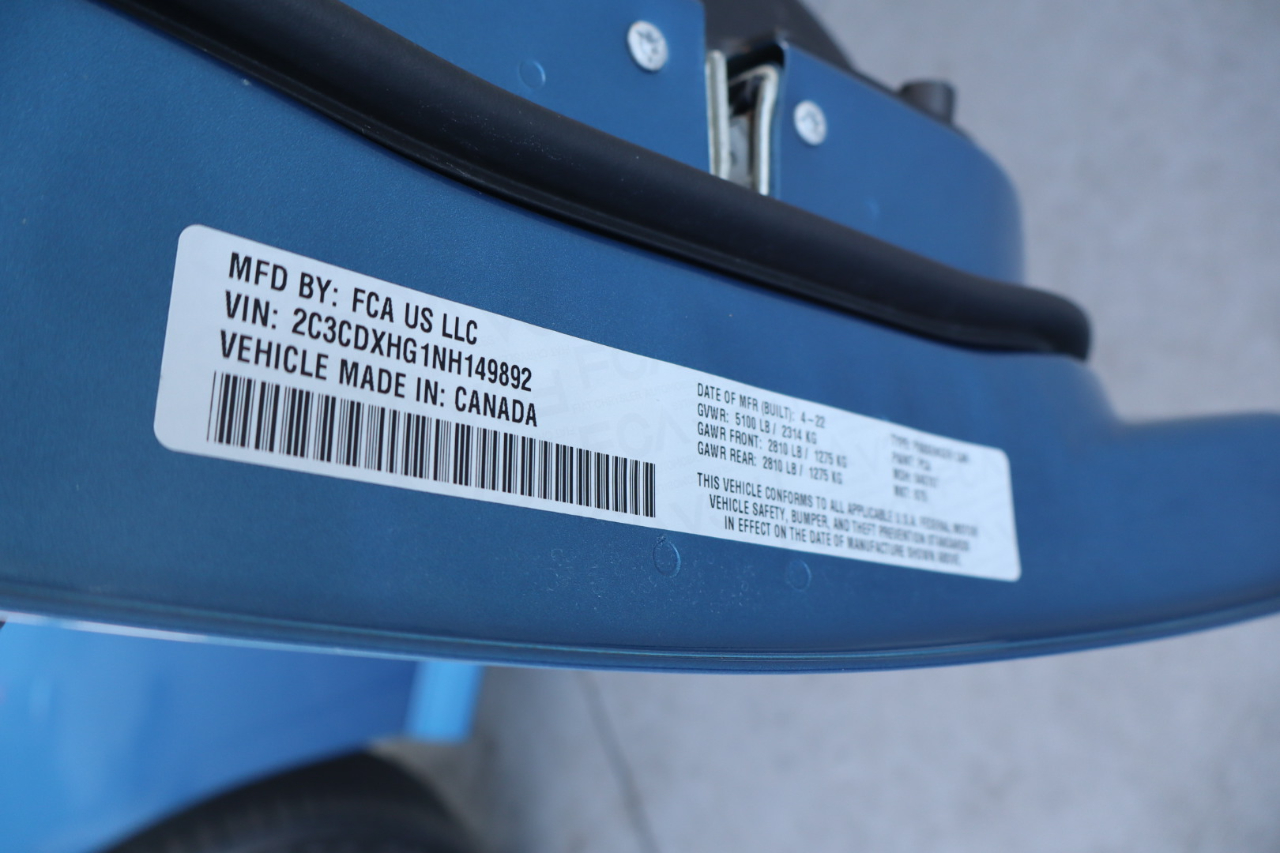 MFD BY: FCA US LLC
VIN: 2C3CDXHG1NH149892
VEHICLE MADE IN: CANADA
DATE OF MFR (BUILT): 4-22
GVWR: 5100 LB / 2314 KG
GAWR FRONT: 2810 LB / 1275 KG
GAWR REAR: 2810 LB / 1275 KG
TYPE: PASSENGER CAR
THIS VEHICLE CONFORMS TO ALL APPLICABLE U.S.A. FEDERAL MOTOR
VEHICLE SAFETY, BUMPER, AND THEFT PREVENTION STANDARDS
IN EFFECT ON THE DATE OF MANUFACTURE SHOWN ABOVE.